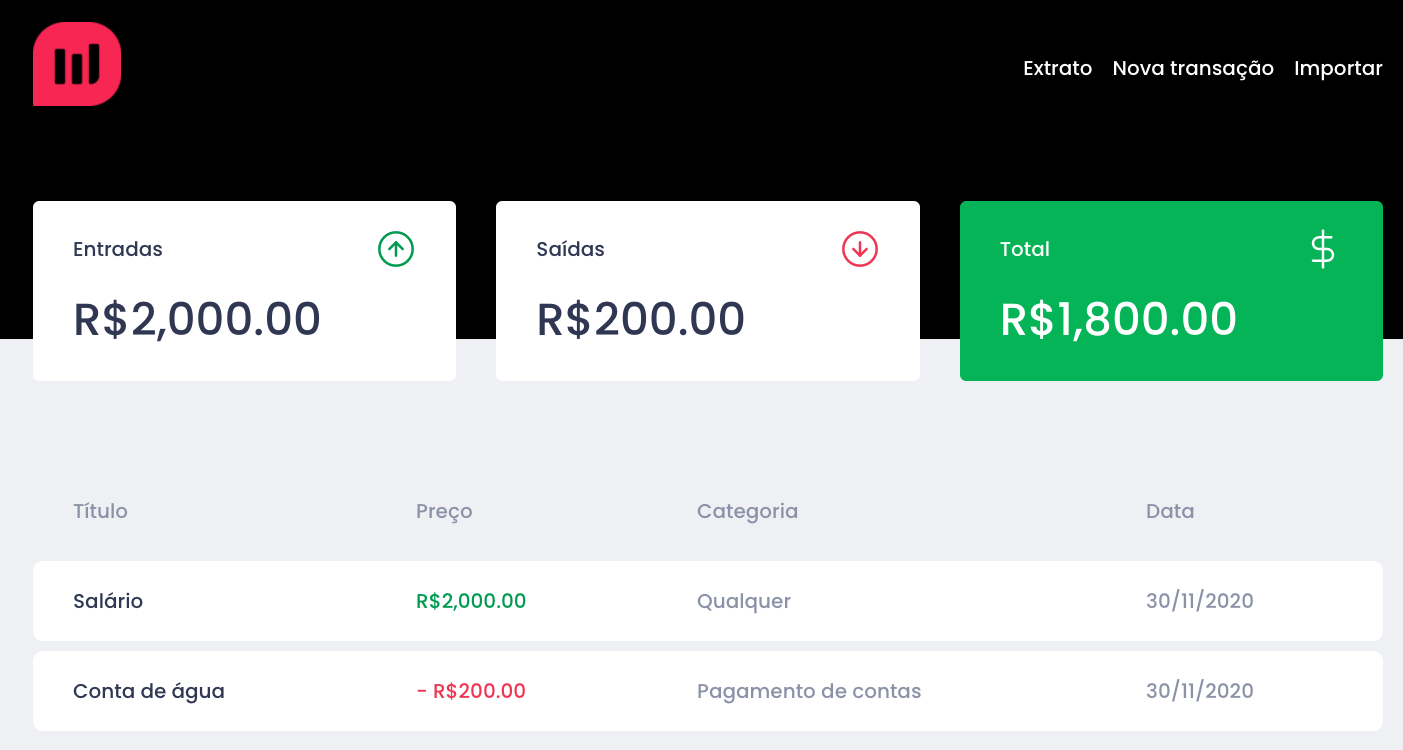 Extrato Nova transação Importar
Entradas
R$2,000.00
Saídas
R$200.00
Total
R$1,800.00
Título Preço Categoria Data
Salário R$2,000.00 Qualquer 30/11/2020
Conta de água - R$200.00 Pagamento de contas 30/11/2020